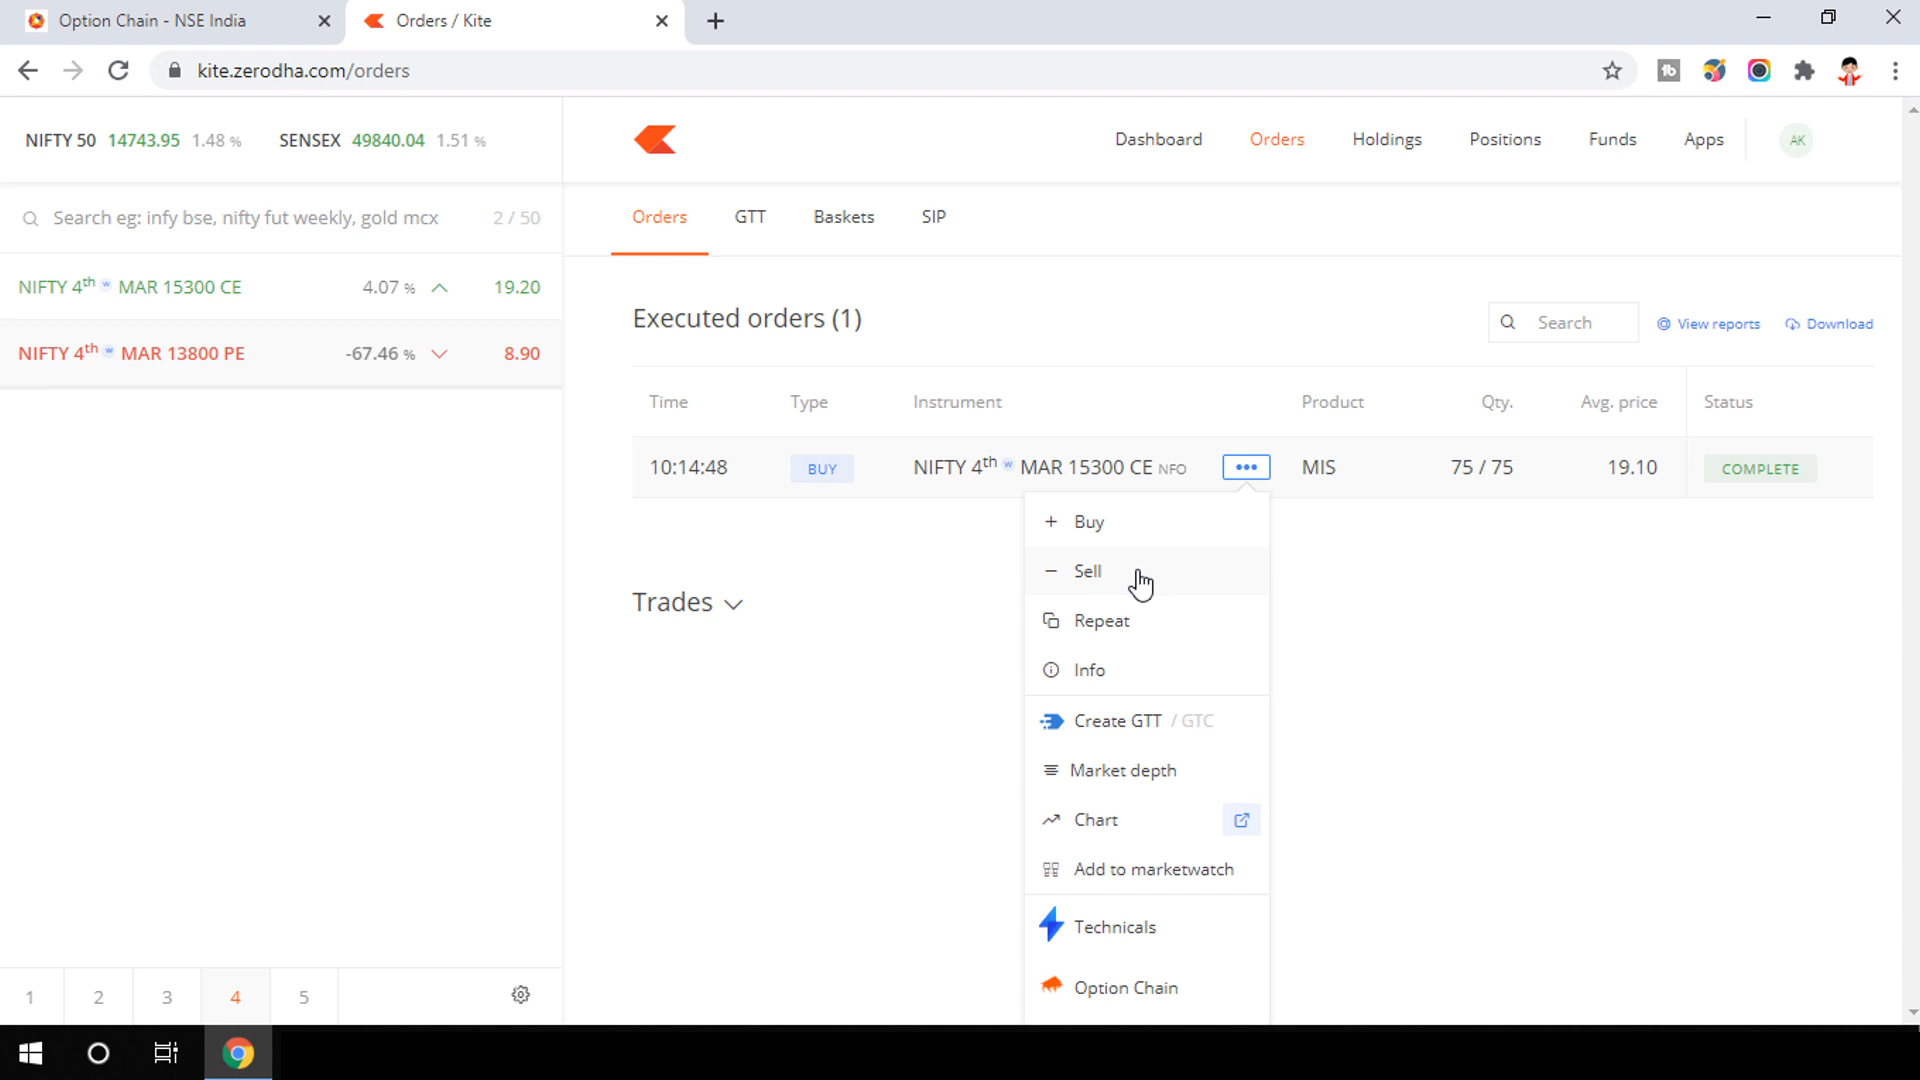 Option Chain - NSE India
Orders / Kite
kite.zerodha.com/orders
tb
NIFTY 50 14743.95 1.48 % SENSEX 49840.04 1.51 %
Dashboard Orders Holdings Positions Funds Apps AK
Search eg: infy bse, nifty fut weekly, gold mcx 2 / 50
Orders GTT Baskets SIP
NIFTY 4th w MAR 15300 CE 4.07 % 19.20
NIFTY 4th w MAR 13800 PE -67.46 % 8.90
Executed orders (1)
Search View reports Download
Time Type Instrument Product Qty. Avg. price Status
10:14:48 BUY NIFTY 4th w MAR 15300 CE NFO ••• MIS 75 / 75 19.10 COMPLETE
Buy
Sell
Repeat
Info
Create GTT / GTC
Market depth
Chart
Add to marketwatch
Technicals
Option Chain
Trades
1 2 3 4 5